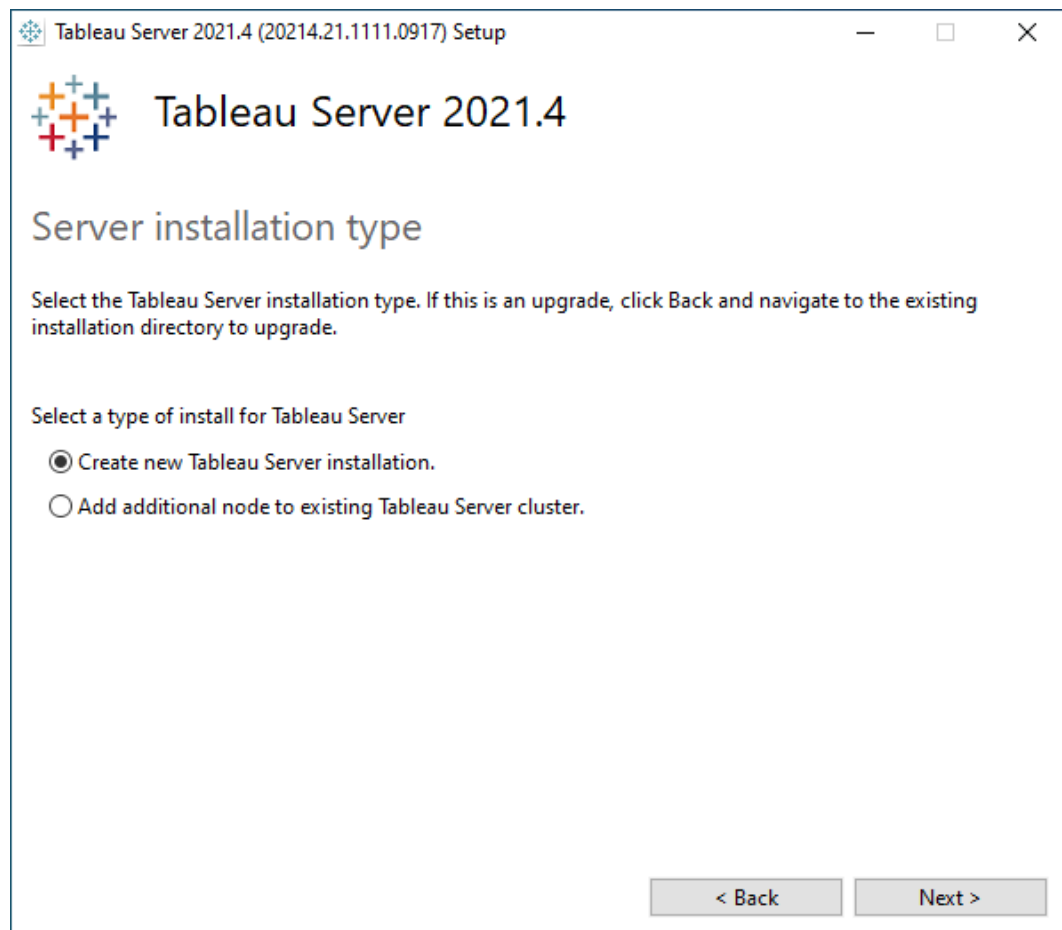 Tableau Server 2021.4 (20214.21.1111.0917) Setup
Tableau Server 2021.4
Server installation type
Select the Tableau Server installation type. If this is an upgrade, click Back and navigate to the existing
installation directory to upgrade.
Select a type of install for Tableau Server
Create new Tableau Server installation.
Add additional node to existing Tableau Server cluster.
< Back Next >